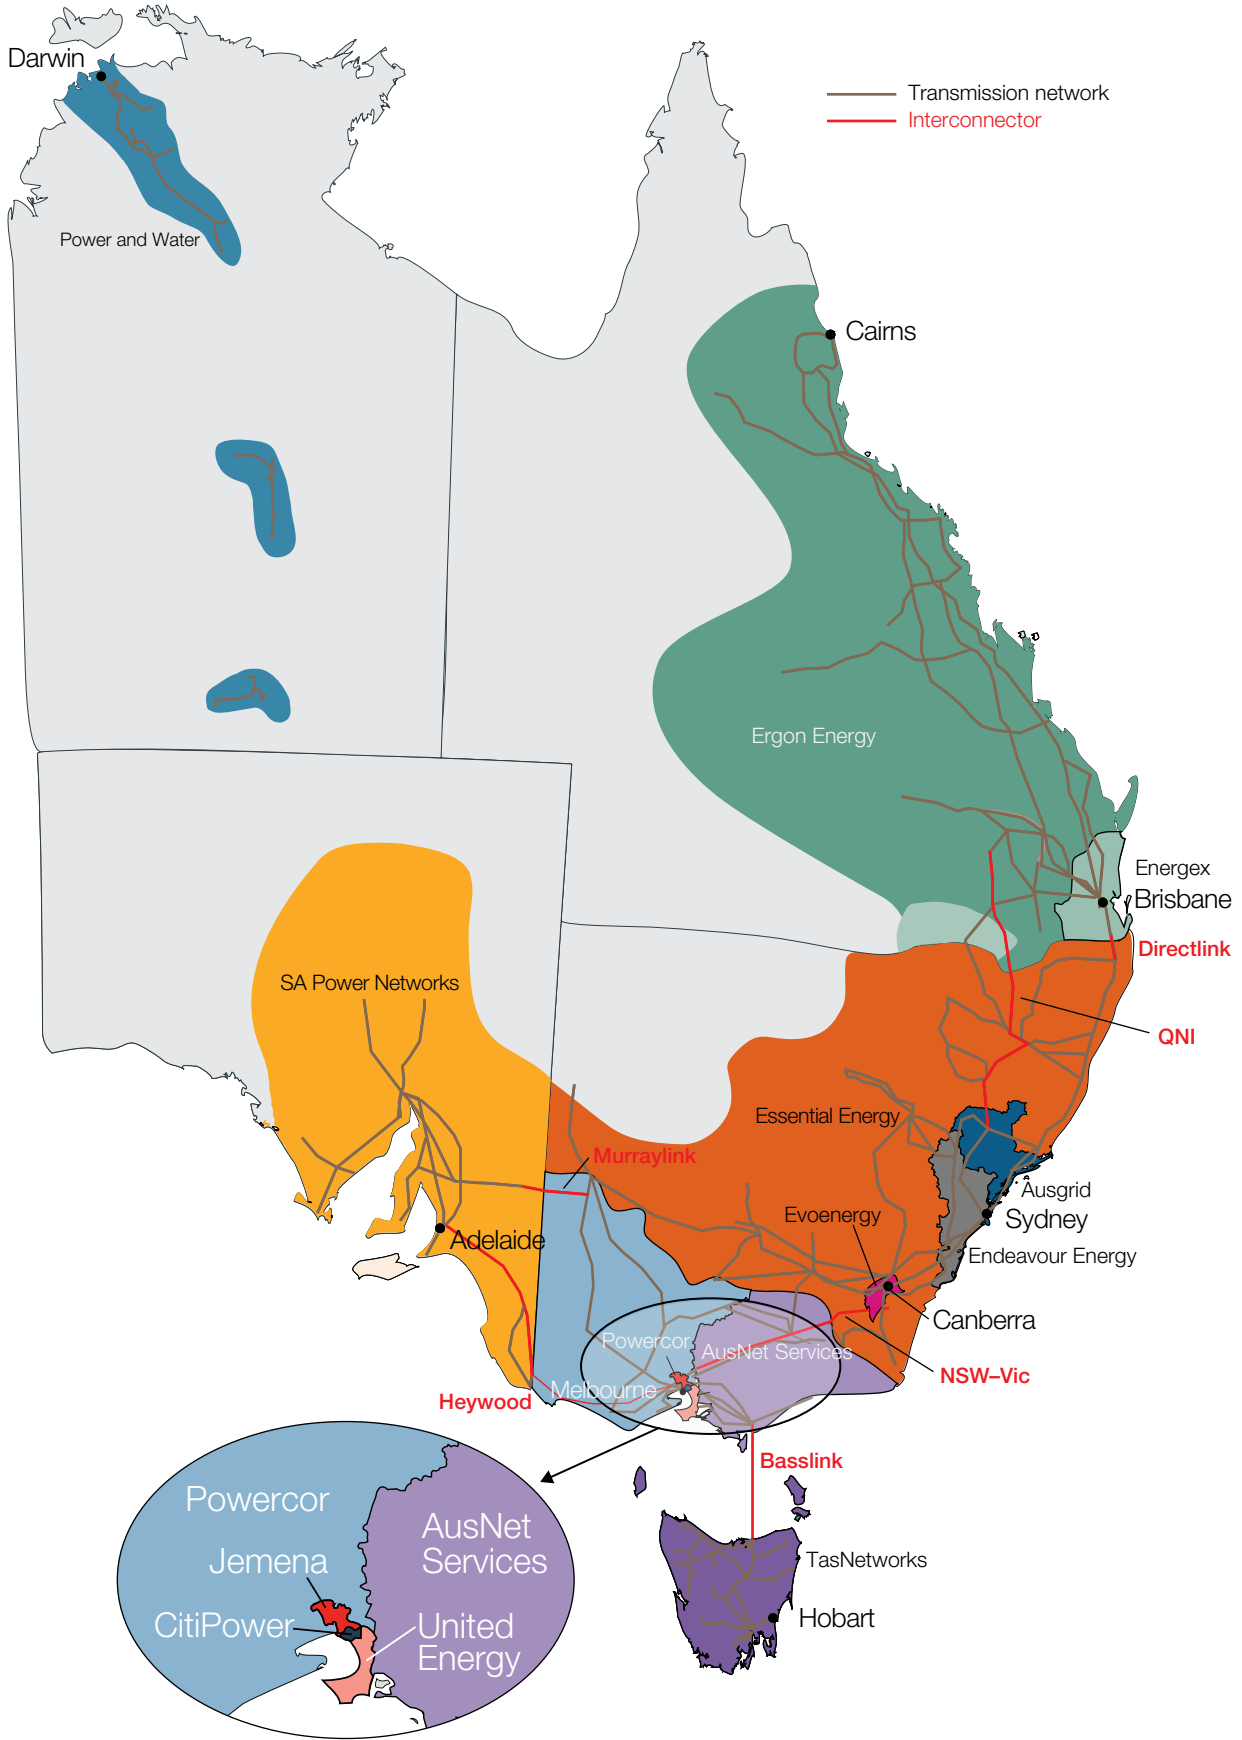 Darwin
Transmission network
Interconnector
Power and Water
Cairns
Ergon Energy
Energex
Brisbane
Directlink
SA Power Networks
QNI
Essential Energy
Murraylink
Ausgrid
Evoenergy
Sydney
Adelaide
Endeavour Energy
Canberra
Powercor
AusNet Services
NSW–Vic
Melbourne
Heywood
Basslink
Powercor
AusNet
Services
Jemena
TasNetworks
CitiPower
United
Energy
Hobart